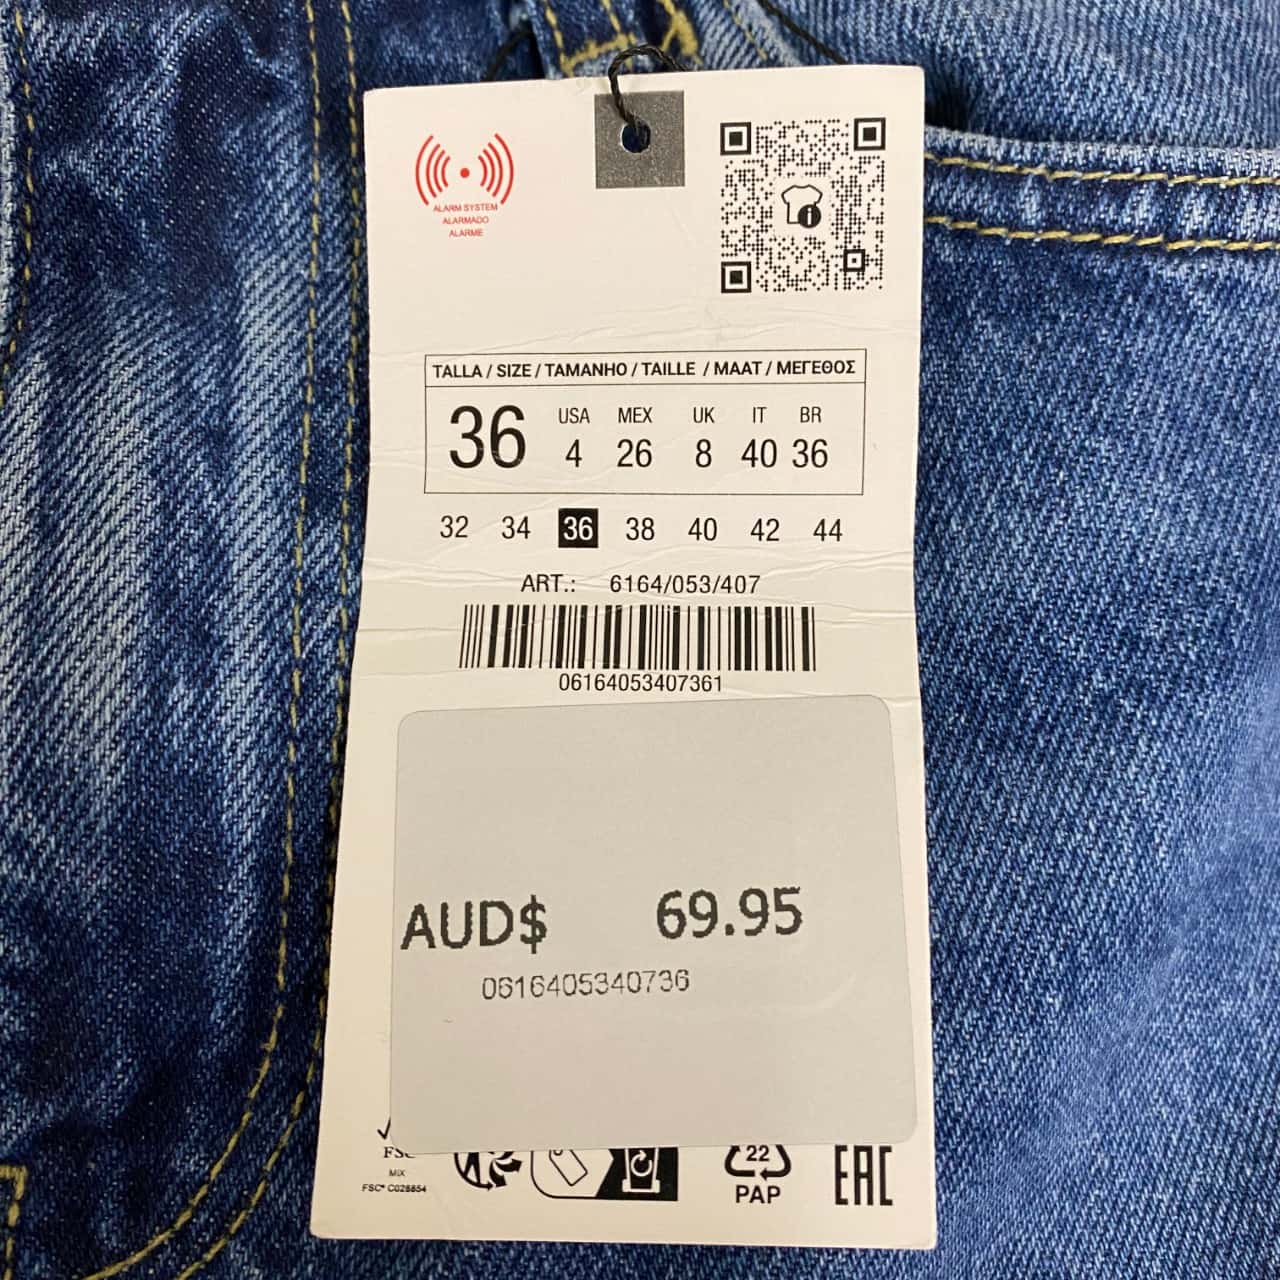 ALARM SYSTEM
ALARMADO
ALARME
TALLA / SIZE / TAMANHO / TAILLE / MAAT / ΜΕΓΕΘΟΣ
36 USA MEX UK IT BR
4 26 8 40 36
32 34 36 38 40 42 44
ART.: 6164/053/407
06164053407361
AUD$ 69.95
0616405340736
FSC
MIX
FSC® C028654
22
PAP
EAC